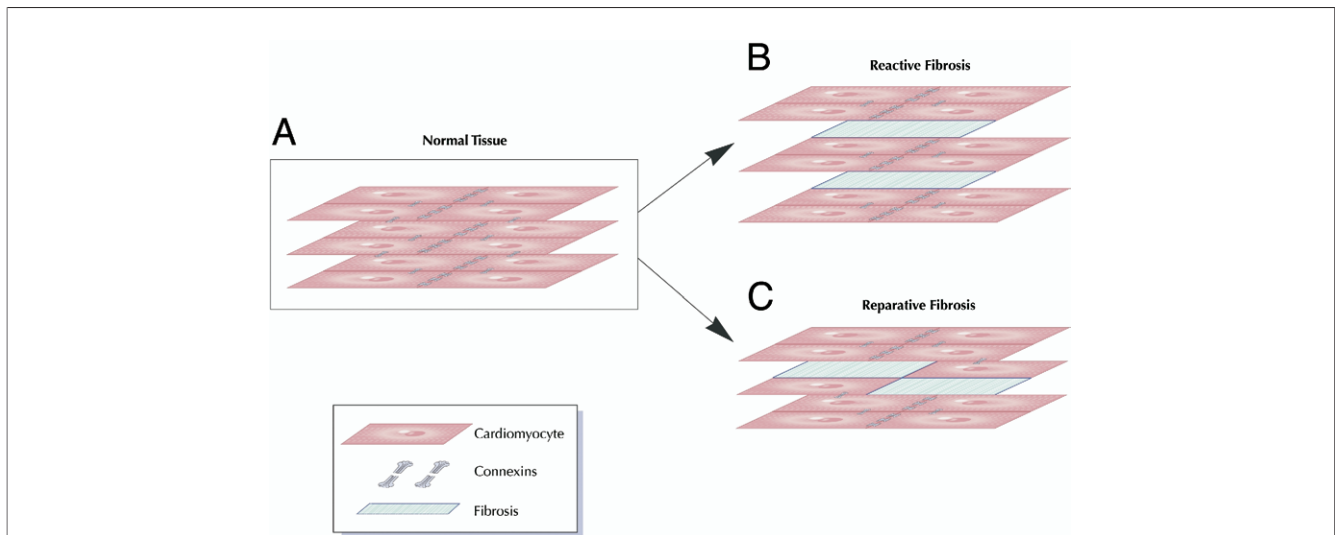 A
Normal Tissue
B
Reactive Fibrosis
C
Reparative Fibrosis
Cardiomyocyte
Connexins
Fibrosis